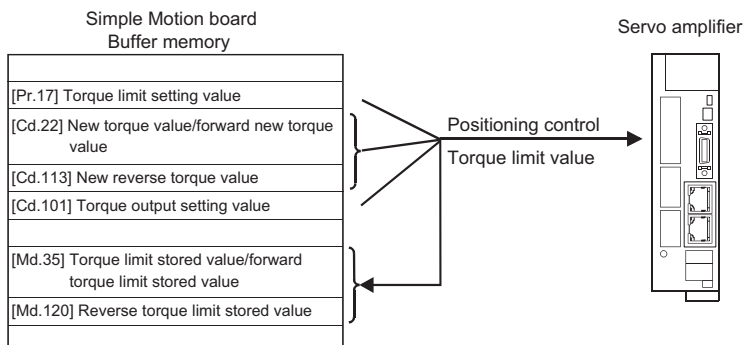 Simple Motion board
Buffer memory
Servo amplifier
[Pr.17] Torque limit setting value
[Cd.22] New torque value/forward new torque
value
[Cd.113] New reverse torque value
[Cd.101] Torque output setting value
Positioning control
Torque limit value
[Md.35] Torque limit stored value/forward
torque limit stored value
[Md.120] Reverse torque limit stored value